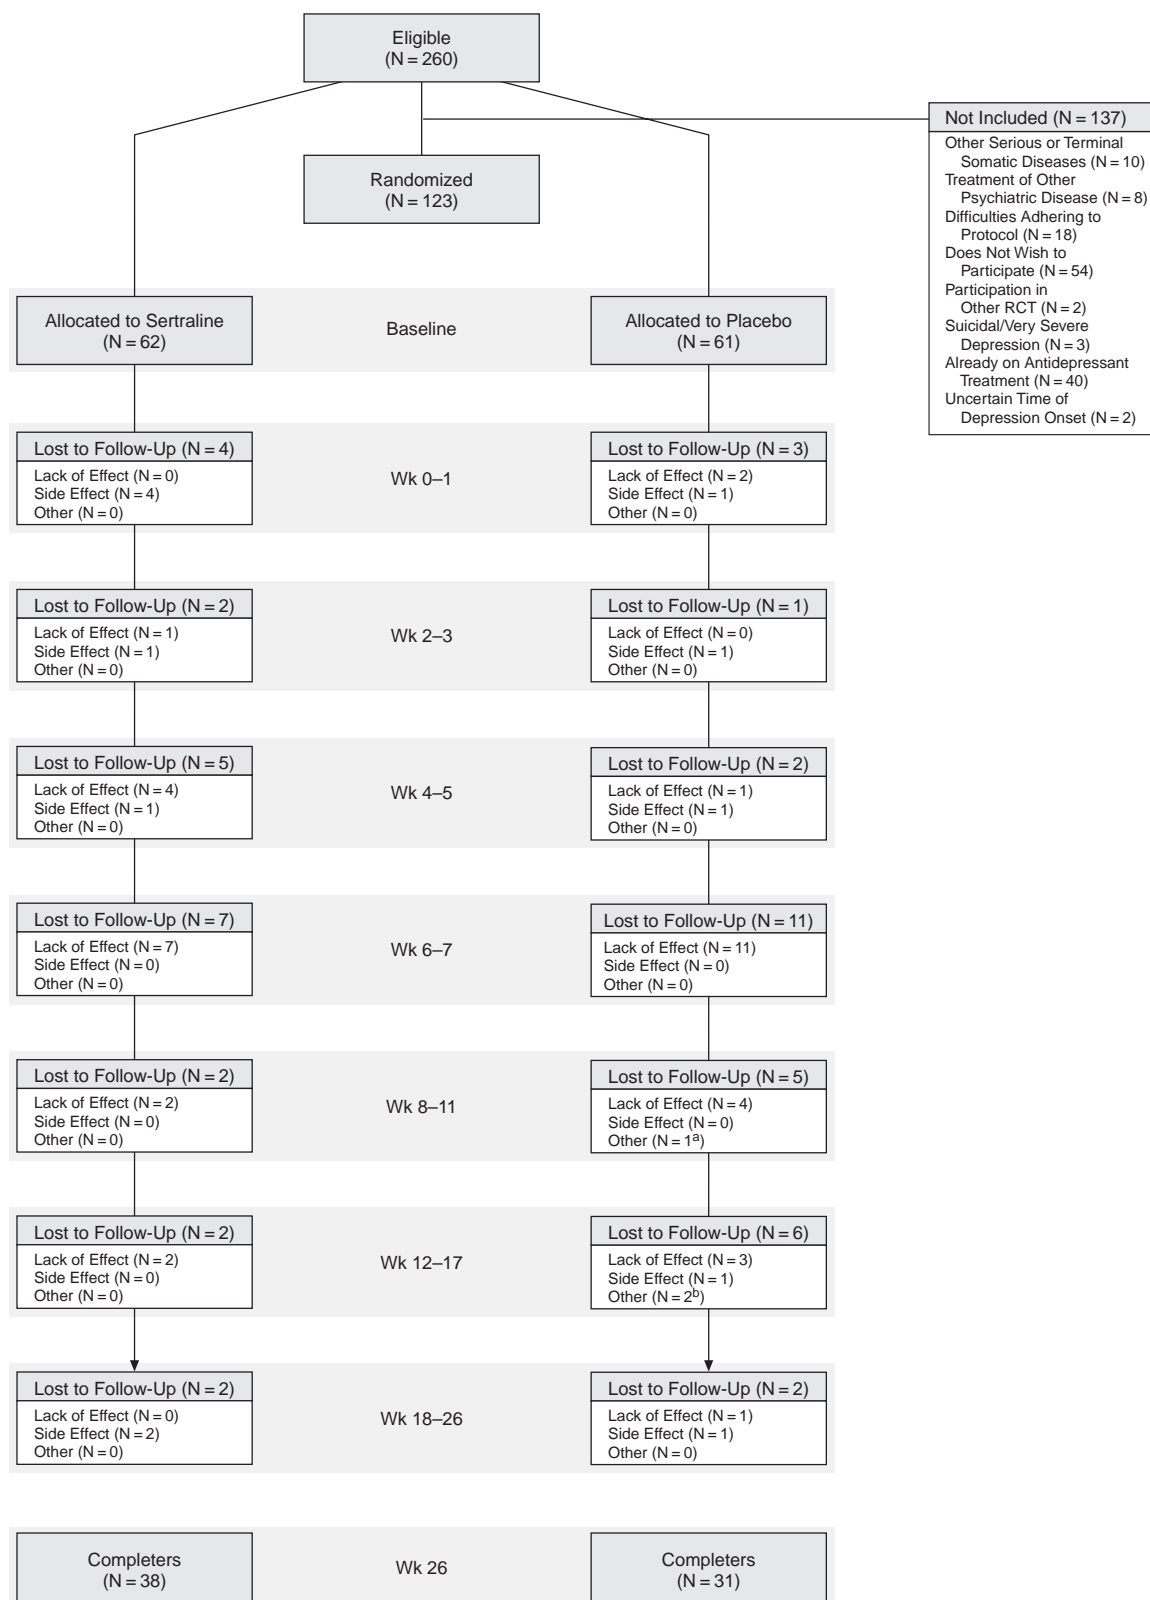 Eligible
(N = 260)
Not Included (N = 137)
Other Serious or Terminal
Somatic Diseases (N = 10)
Treatment of Other
Psychiatric Disease (N = 8)
Difficulties Adhering to
Protocol (N = 18)
Does Not Wish to
Participate (N = 54)
Participation in
Other RCT (N = 2)
Suicidal/Very Severe
Depression (N = 3)
Already on Antidepressant
Treatment (N = 40)
Uncertain Time of
Depression Onset (N = 2)
Randomized
(N = 123)
Allocated to Sertraline
(N = 62)
Baseline
Allocated to Placebo
(N = 61)
Lost to Follow-Up (N = 4)
Lack of Effect (N = 0)
Side Effect (N = 4)
Other (N = 0)
Wk 0–1
Lost to Follow-Up (N = 3)
Lack of Effect (N = 2)
Side Effect (N = 1)
Other (N = 0)
Lost to Follow-Up (N = 2)
Lack of Effect (N = 1)
Side Effect (N = 1)
Other (N = 0)
Wk 2–3
Lost to Follow-Up (N = 1)
Lack of Effect (N = 0)
Side Effect (N = 1)
Other (N = 0)
Lost to Follow-Up (N = 5)
Lack of Effect (N = 4)
Side Effect (N = 1)
Other (N = 0)
Wk 4–5
Lost to Follow-Up (N = 2)
Lack of Effect (N = 1)
Side Effect (N = 1)
Other (N = 0)
Lost to Follow-Up (N = 7)
Lack of Effect (N = 7)
Side Effect (N = 0)
Other (N = 0)
Wk 6–7
Lost to Follow-Up (N = 11)
Lack of Effect (N = 11)
Side Effect (N = 0)
Other (N = 0)
Lost to Follow-Up (N = 2)
Lack of Effect (N = 2)
Side Effect (N = 0)
Other (N = 0)
Wk 8–11
Lost to Follow-Up (N = 5)
Lack of Effect (N = 4)
Side Effect (N = 0)
Other (N = 1ᵃ)
Lost to Follow-Up (N = 2)
Lack of Effect (N = 2)
Side Effect (N = 0)
Other (N = 0)
Wk 12–17
Lost to Follow-Up (N = 6)
Lack of Effect (N = 3)
Side Effect (N = 1)
Other (N = 2ᵇ)
Lost to Follow-Up (N = 2)
Lack of Effect (N = 0)
Side Effect (N = 2)
Other (N = 0)
Wk 18–26
Lost to Follow-Up (N = 2)
Lack of Effect (N = 1)
Side Effect (N = 1)
Other (N = 0)
Completers
(N = 38)
Wk 26
Completers
(N = 31)